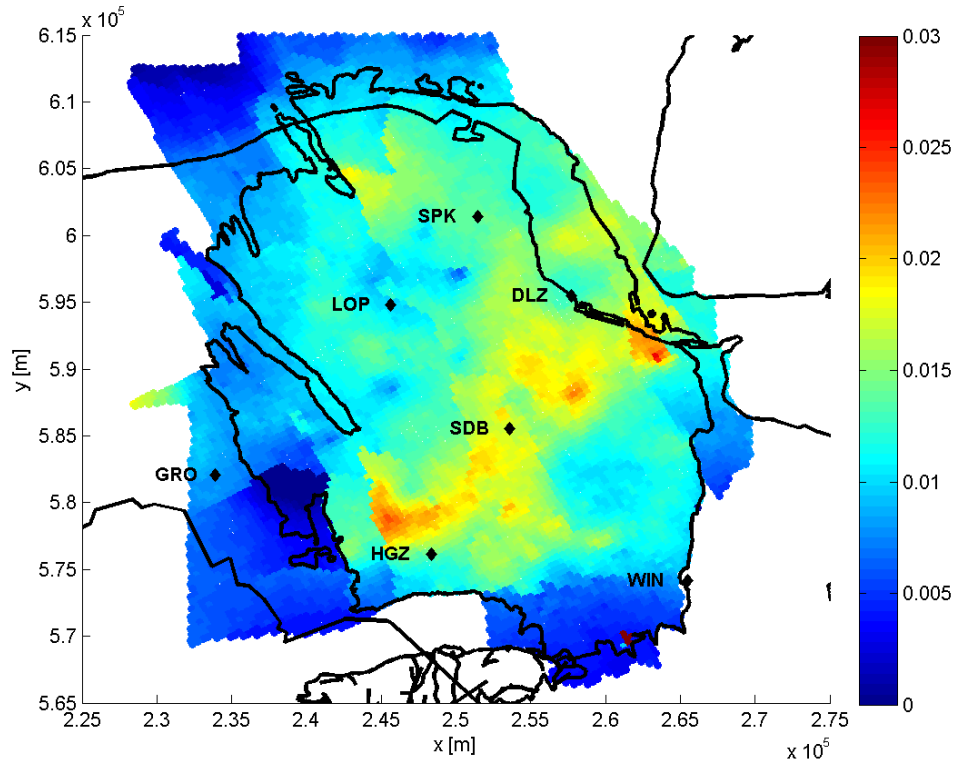 x 10^5
6.15
6.1
6.05
6
5.95
5.9
5.85
5.8
5.75
5.7
5.65
y [m]
SPK
LOP
DLZ
SDB
GRO
HGZ
WIN
2.25
2.3
2.35
2.4
2.45
2.5
2.55
2.6
2.65
2.7
2.75
x [m]
x 10^5
0.03
0.025
0.02
0.015
0.01
0.005
0